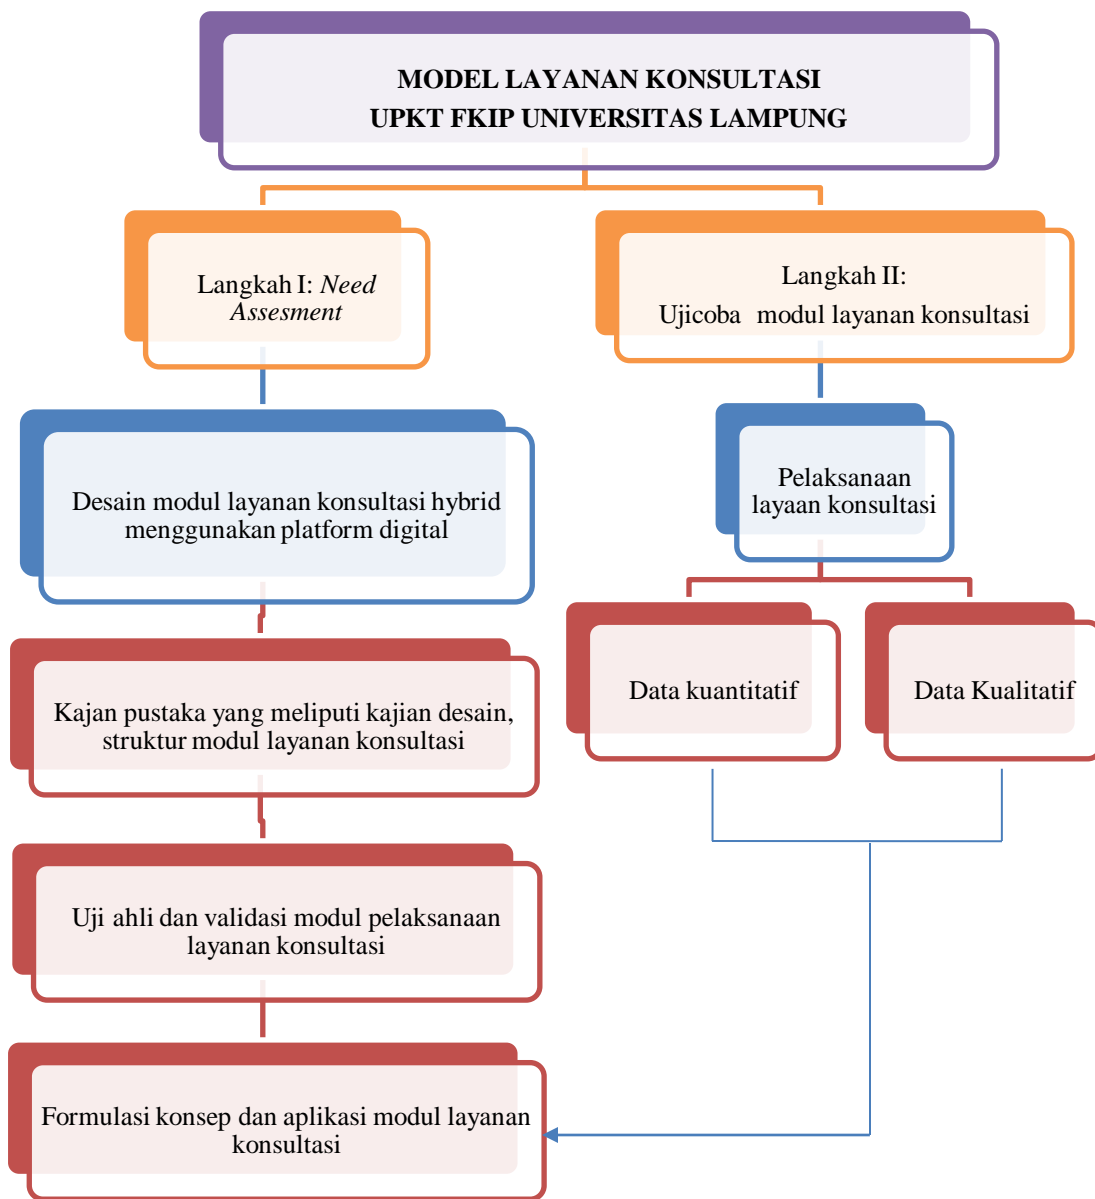 MODEL LAYANAN KONSULTASI
UPKT FKIP UNIVERSITAS LAMPUNG
Langkah I: Need
Assesment
Langkah II:
Ujicoba modul layanan konsultasi
Desain modul layanan konsultasi hybrid
menggunakan platform digital
Pelaksanaan
layaan konsultasi
Kajan pustaka yang meliputi kajian desain,
struktur modul layanan konsultasi
Data kuantitatif
Data Kualitatif
Uji ahli dan validasi modul pelaksanaan
layanan konsultasi
Formulasi konsep dan aplikasi modul layanan
konsultasi